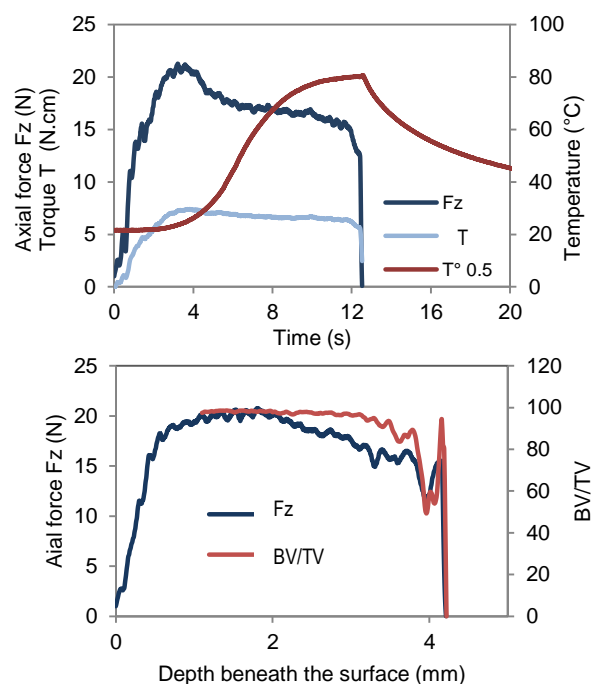 25
20
15
10
5
0
100
80
60
40
20
0
0
4
8
12
16
20
Axial force Fz (N)
Torque T (N.cm)
Temperature (°C)
Fz
T
T° 0.5
Time (s)
25
20
15
10
5
0
120
100
80
60
40
20
0
0
2
4
Aial force Fz (N)
BV/TV
Fz
BV/TV
Depth beneath the surface (mm)